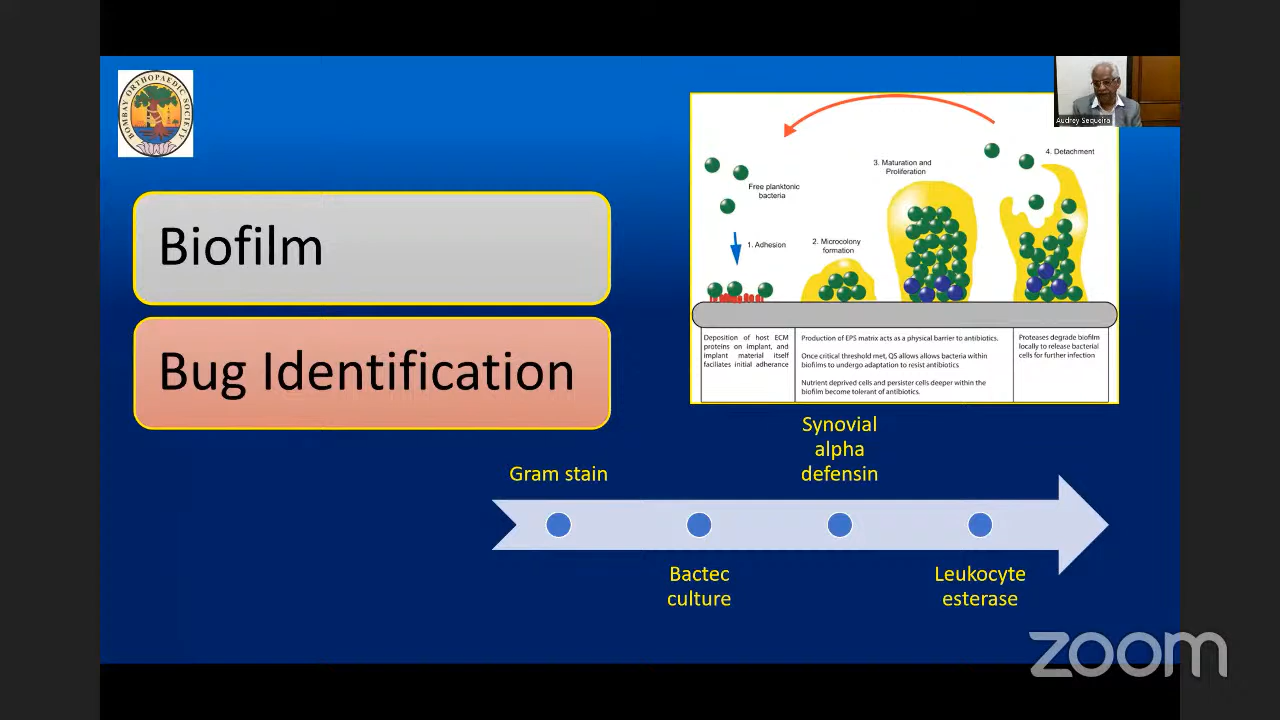 BOMBAY ORTHOPAEDIC SOCIETY
Audrey Sequeira
Biofilm
Bug Identification
Free planktonic
bacteria
1. Adhesion
2. Microcolony
formation
3. Maturation and
Proliferation
4. Detachment
Deposition of host ECM
proteins on implant, and
implant material itself
faciliates initial adherance
Production of EPS matrix acts as a physical barrier to antibiotics.
Once critical threshold met, QS allows allows bacteria within
biofilms to undergo adaptation to resist antibiotics
Nutrient deprived cells and persister cells deeper within the
biofilm become tolerant of antibiotics.
Proteases degrade biofilm
locally to release bacterial
cells for further infection
Gram stain
Bactec
culture
Synovial
alpha
defensin
Leukocyte
esterase
zoom